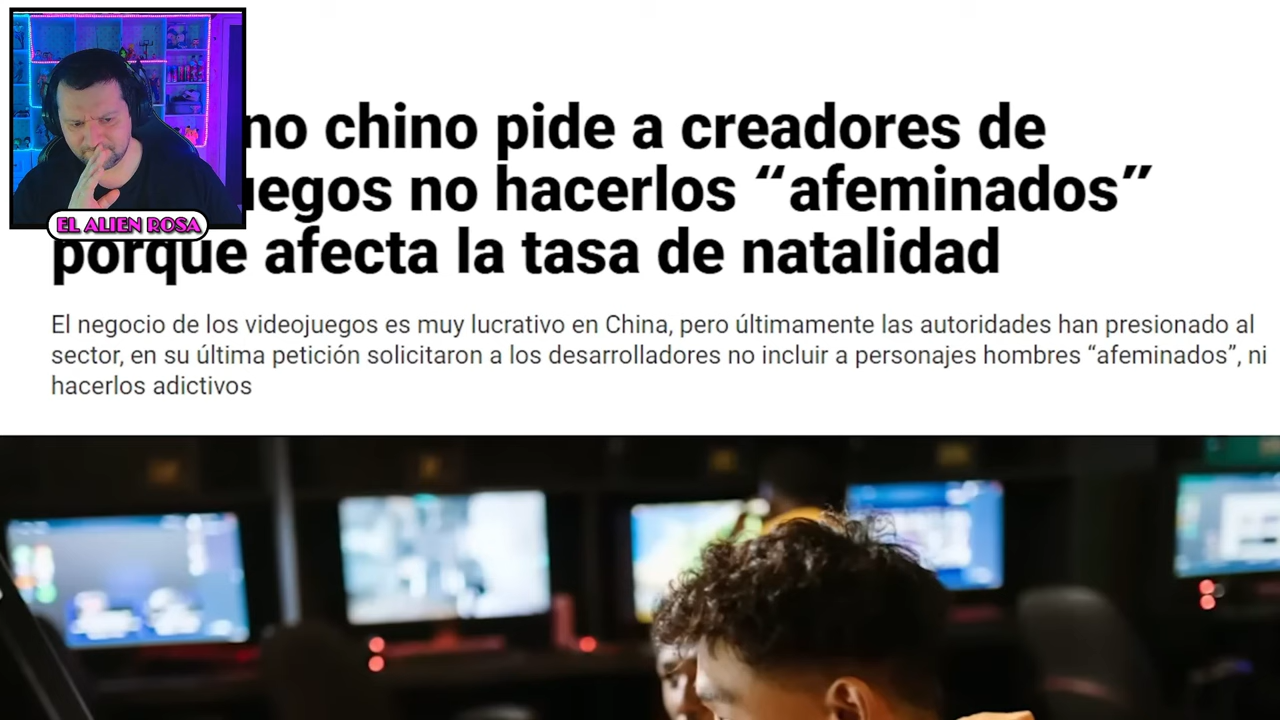 EL ALIEN ROSA
no chino pide a creadores de
uegos no hacerlos “afeminados”
porque afecta la tasa de natalidad
El negocio de los videojuegos es muy lucrativo en China, pero últimamente las autoridades han presionado al
sector, en su última petición solicitaron a los desarrolladores no incluir a personajes hombres “afeminados”, ni
hacerlos adictivos